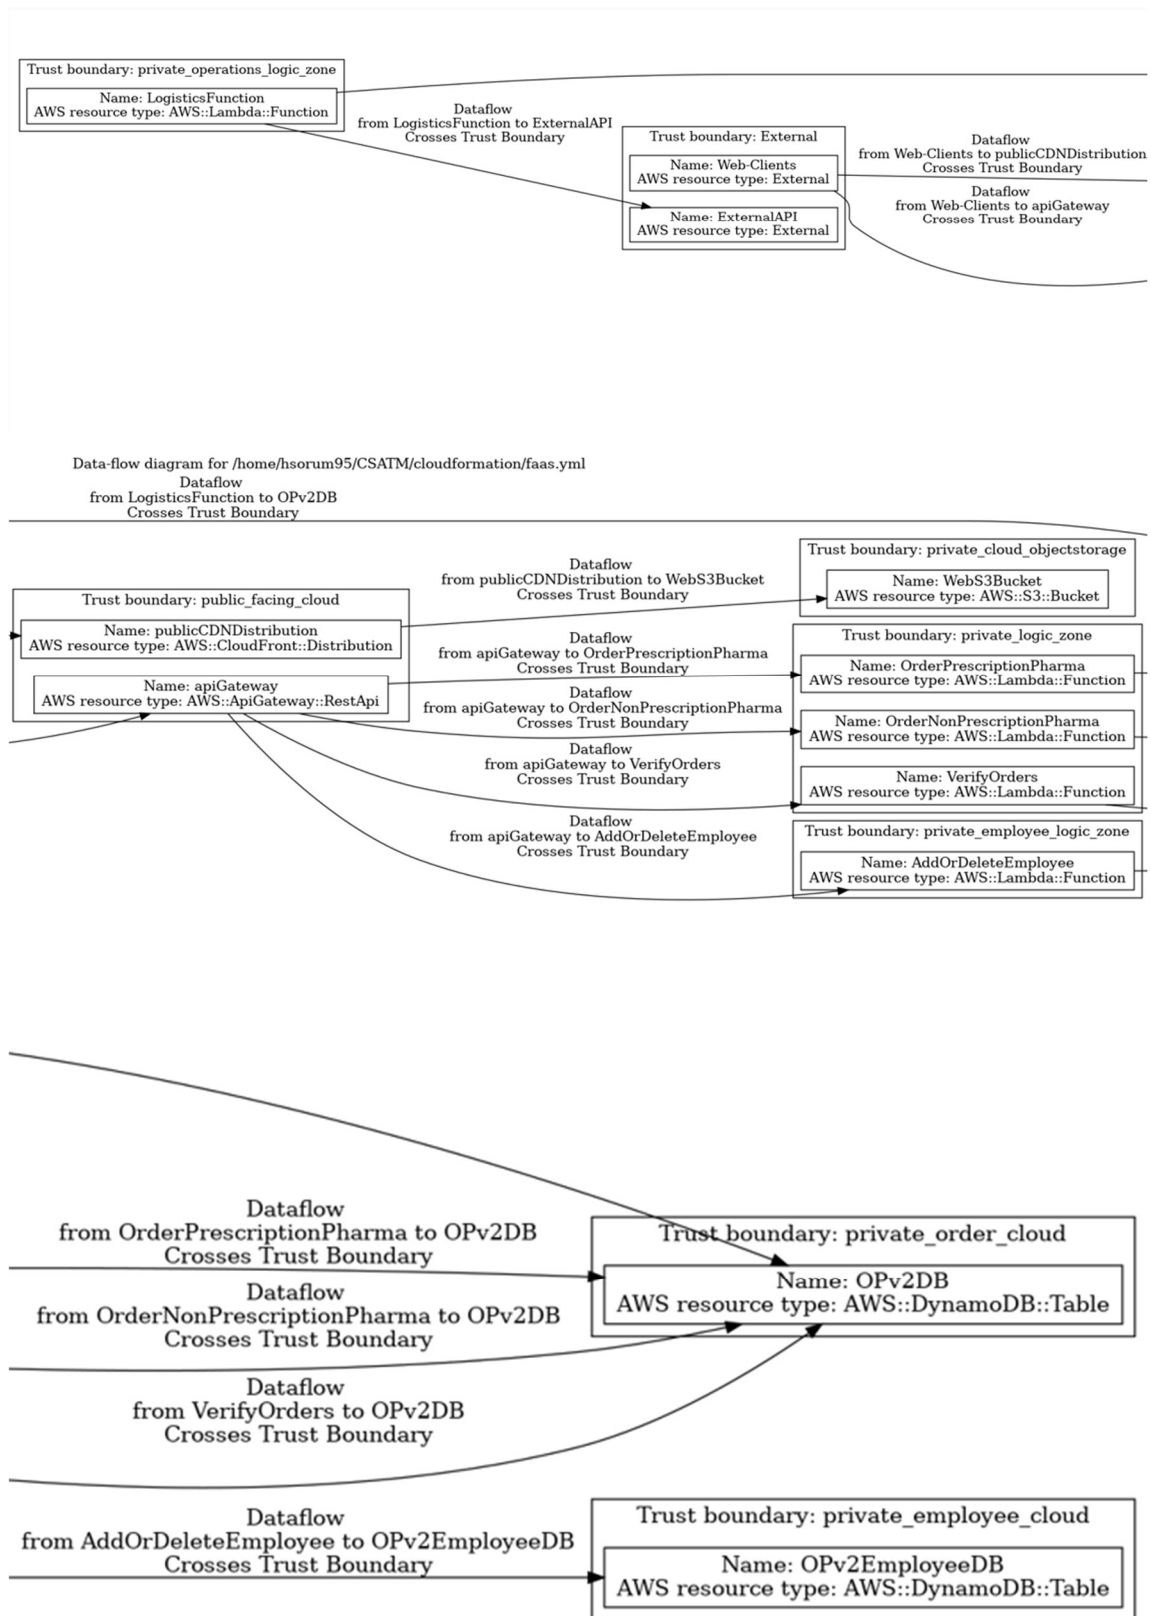 Trust boundary: private_operations_logic_zone
Name: LogisticsFunction
AWS resource type: AWS::Lambda::Function
Dataflow
from LogisticsFunction to ExternalAPI
Crosses Trust Boundary
Trust boundary: External
Name: Web-Clients
AWS resource type: External
Name: ExternalAPI
AWS resource type: External
Dataflow
from Web-Clients to publicCDNDistribution
Crosses Trust Boundary
Dataflow
from Web-Clients to apiGateway
Crosses Trust Boundary
Data-flow diagram for /home/hsorum95/CSATM/cloudformation/faas.yml
Dataflow
from LogisticsFunction to OPv2DB
Crosses Trust Boundary
Trust boundary: public_facing_cloud
Name: publicCDNDistribution
AWS resource type: AWS::CloudFront::Distribution
Name: apiGateway
AWS resource type: AWS::ApiGateway::RestApi
Dataflow
from publicCDNDistribution to WebS3Bucket
Crosses Trust Boundary
Dataflow
from apiGateway to OrderPrescriptionPharma
Crosses Trust Boundary
Dataflow
from apiGateway to OrderNonPrescriptionPharma
Crosses Trust Boundary
Dataflow
from apiGateway to VerifyOrders
Crosses Trust Boundary
Dataflow
from apiGateway to AddOrDeleteEmployee
Crosses Trust Boundary
Trust boundary: private_cloud_objectstorage
Name: WebS3Bucket
AWS resource type: AWS::S3::Bucket
Trust boundary: private_logic_zone
Name: OrderPrescriptionPharma
AWS resource type: AWS::Lambda::Function
Name: OrderNonPrescriptionPharma
AWS resource type: AWS::Lambda::Function
Name: VerifyOrders
AWS resource type: AWS::Lambda::Function
Trust boundary: private_employee_logic_zone
Name: AddOrDeleteEmployee
AWS resource type: AWS::Lambda::Function
Dataflow
from OrderPrescriptionPharma to OPv2DB
Crosses Trust Boundary
Dataflow
from OrderNonPrescriptionPharma to OPv2DB
Crosses Trust Boundary
Dataflow
from VerifyOrders to OPv2DB
Crosses Trust Boundary
Dataflow
from AddOrDeleteEmployee to OPv2EmployeeDB
Crosses Trust Boundary
Trust boundary: private_order_cloud
Name: OPv2DB
AWS resource type: AWS::DynamoDB::Table
Trust boundary: private_employee_cloud
Name: OPv2EmployeeDB
AWS resource type: AWS::DynamoDB::Table